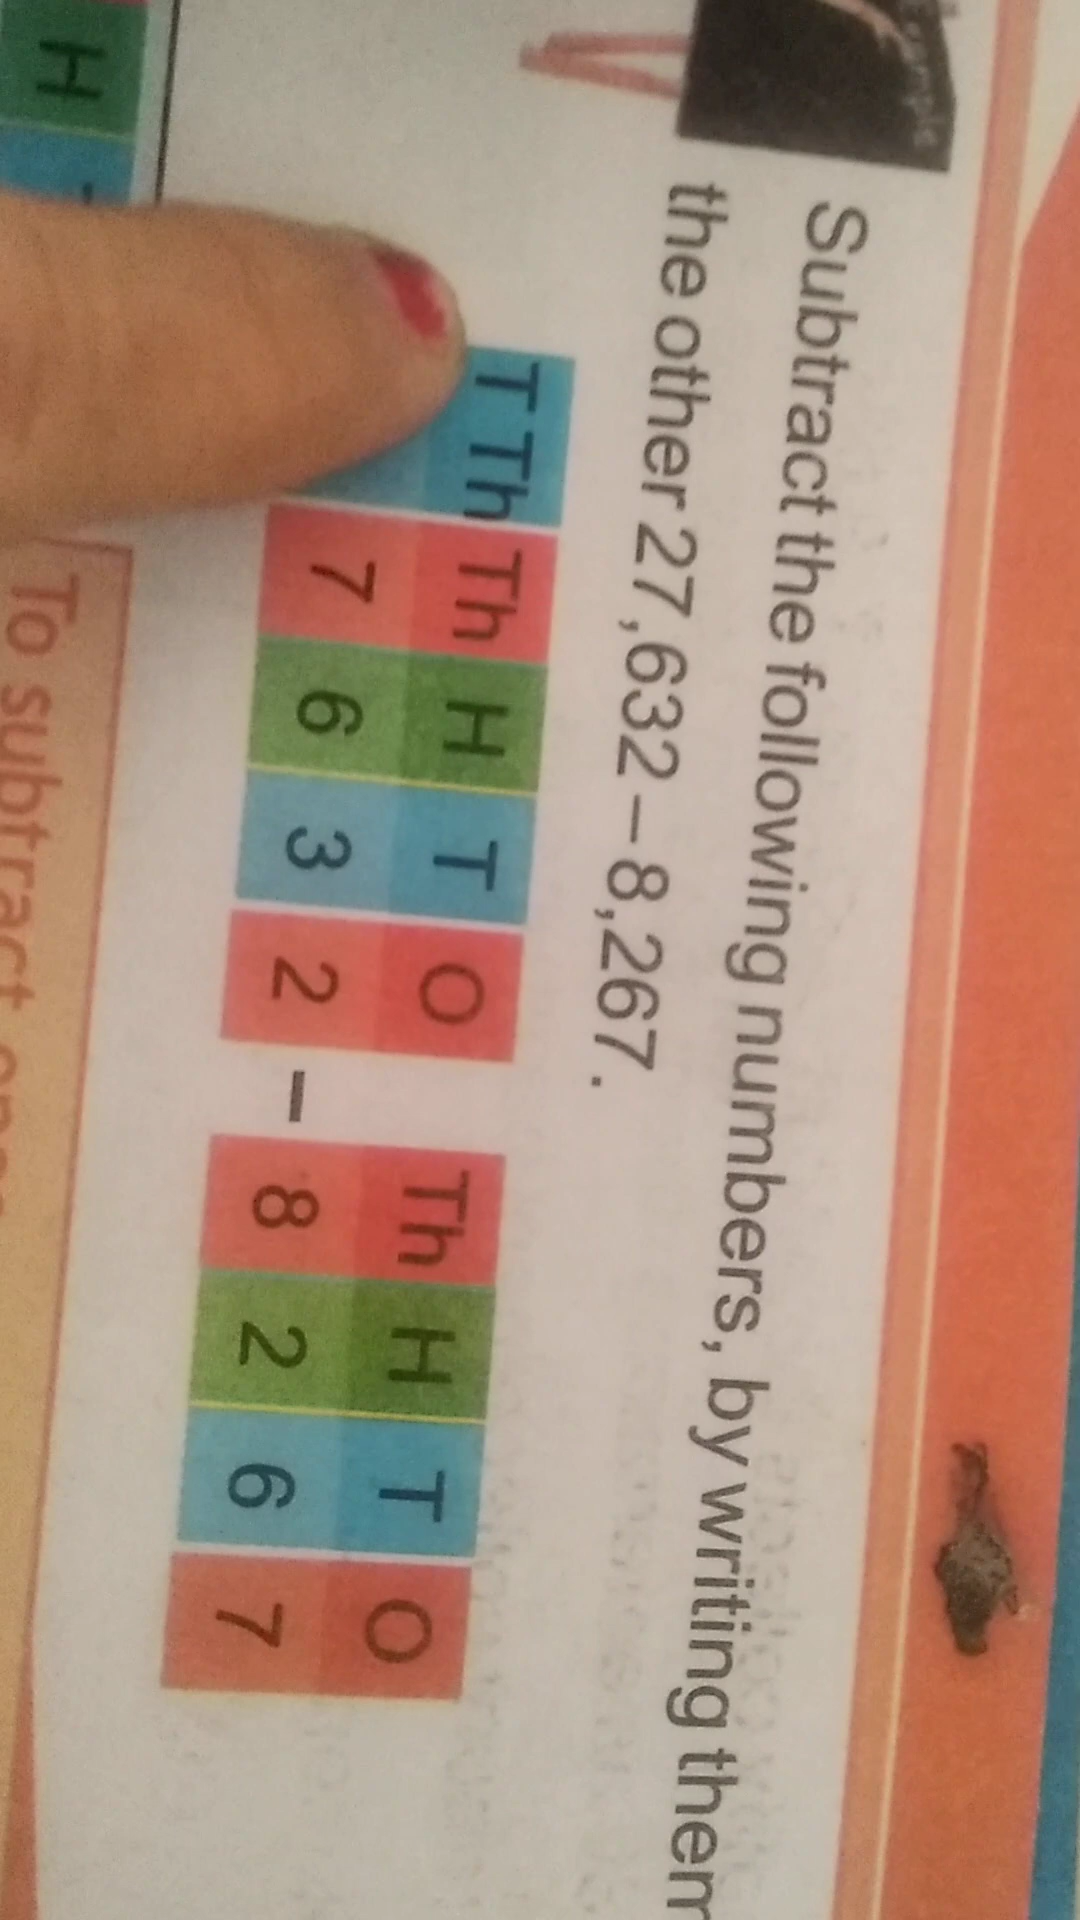 Example
Subtract the following numbers, by writing them
the other 27,632 – 8,267.
T Th Th H T O Th H T O
7 6 3 2 – 8 2 6 7
H
To subtract